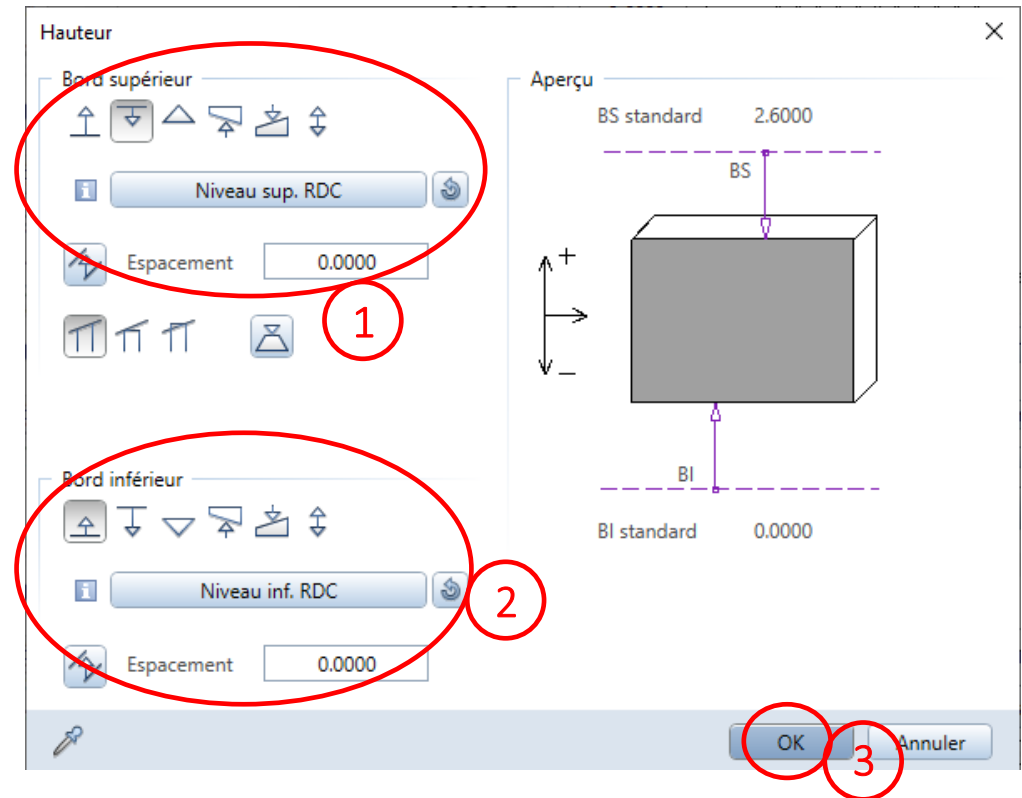 Hauteur
Bord supérieur
Niveau sup. RDC
Espacement 0.0000
1
Bord inférieur
Niveau inf. RDC
2
Espacement 0.0000
Aperçu
BS standard 2.6000
BS
+
−
BI
BI standard 0.0000
OK
3
Annuler